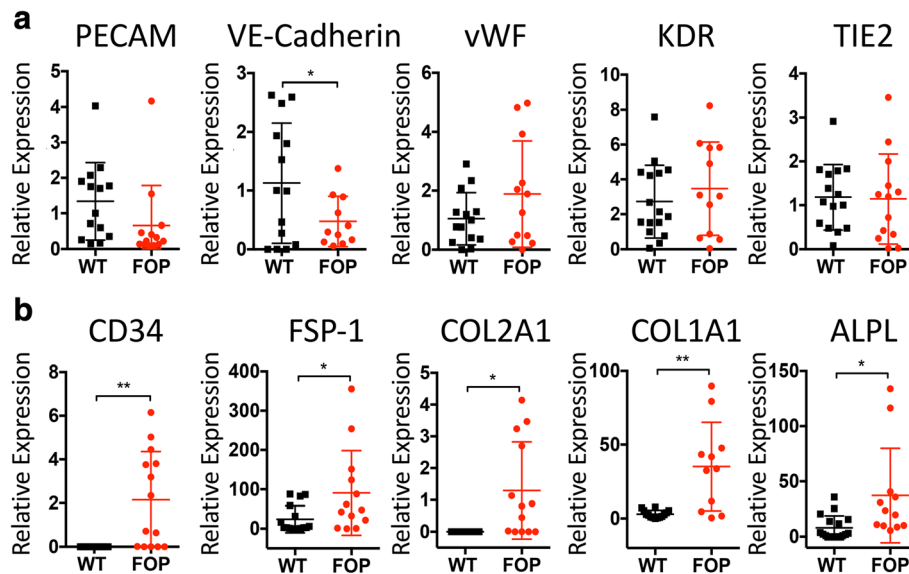 a
PECAM
VE-Cadherin
vWF
KDR
TIE2
Relative Expression
5
4
3
2
1
0
WT
FOP
Relative Expression
3
2
1
0
*
WT
FOP
Relative Expression
6
4
2
0
WT
FOP
Relative Expression
10
8
6
4
2
0
WT
FOP
Relative Expression
4
3
2
1
0
WT
FOP
b
CD34
FSP-1
COL2A1
COL1A1
ALPL
Relative Expression
8
6
4
2
0
**
WT
FOP
Relative Expression
400
300
200
100
0
*
WT
FOP
Relative Expression
5
4
3
2
1
0
*
WT
FOP
Relative Expression
100
50
0
**
WT
FOP
Relative Expression
150
100
50
0
*
WT
FOP